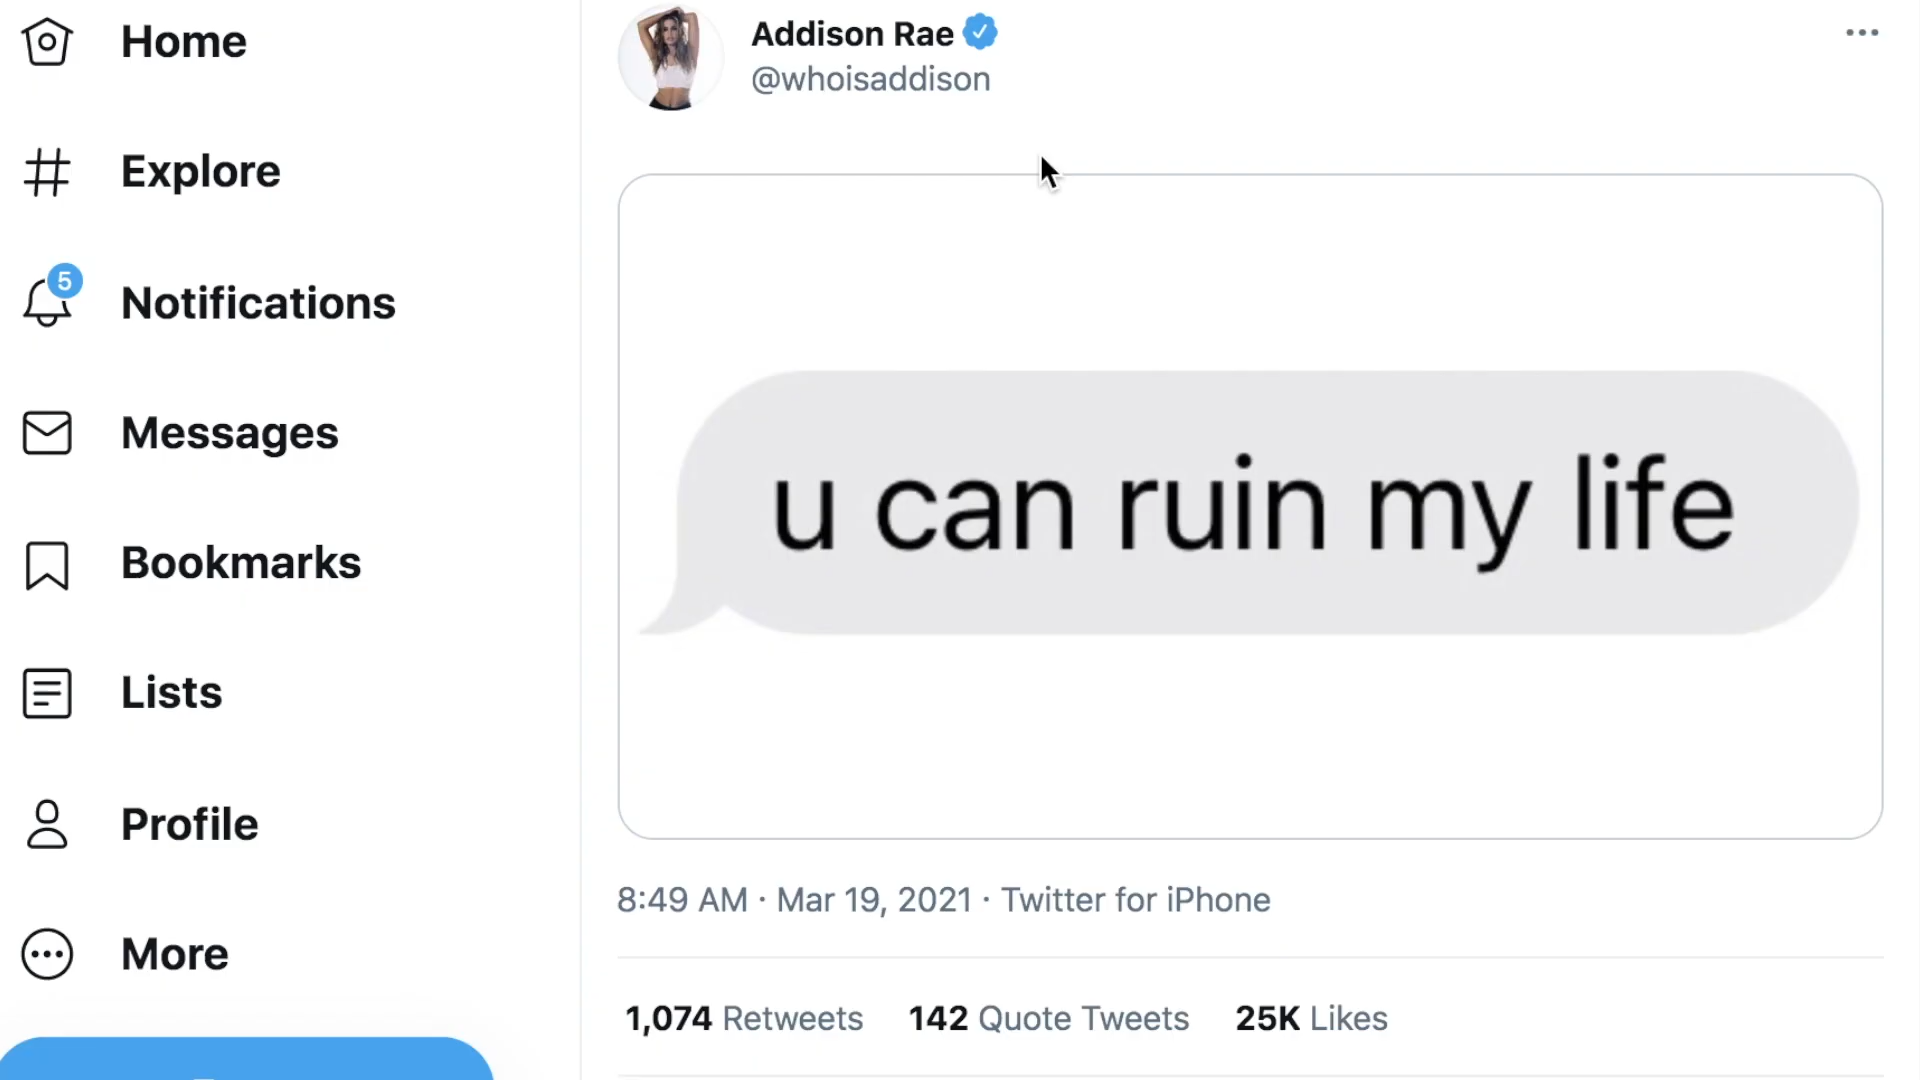 Home
Explore
5
Notifications
Messages
Bookmarks
Lists
Profile
More
Addison Rae
@whoisaddison
u can ruin my life
8:49 AM · Mar 19, 2021 · Twitter for iPhone
1,074 Retweets 142 Quote Tweets 25K Likes